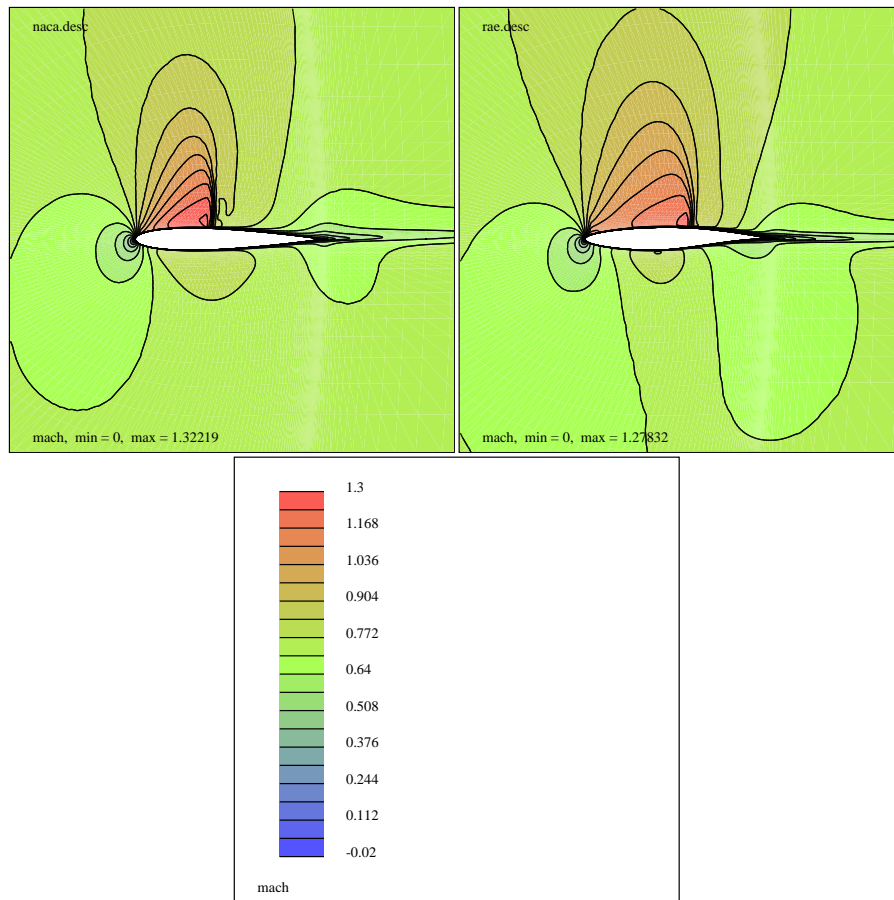 naca.desc
rae.desc
mach,  min = 0,  max = 1.32219
mach,  min = 0,  max = 1.27832
1.3
1.168
1.036
0.904
0.772
0.64
0.508
0.376
0.244
0.112
-0.02
mach